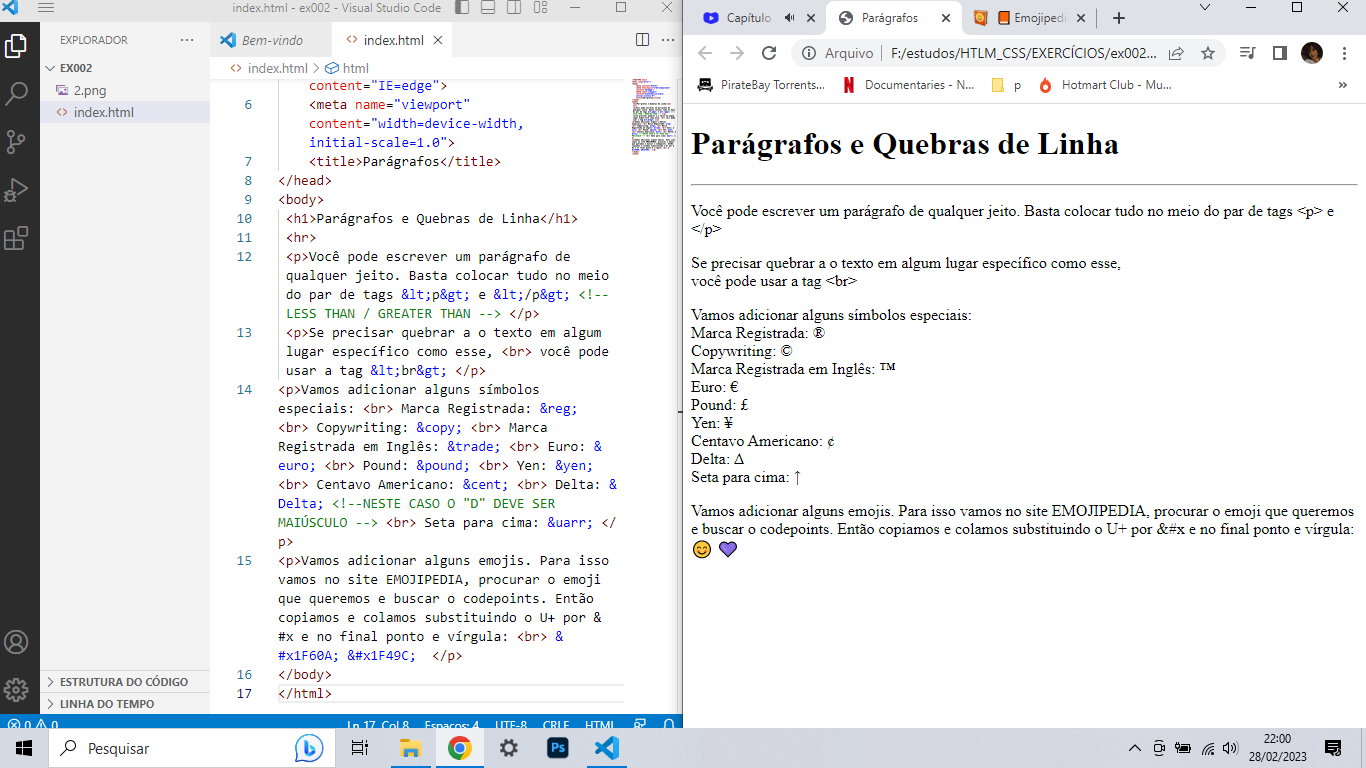 index.html - ex002 - Visual Studio Code
EXPLORADOR
EX002
2.png
index.html
ESTRUTURA DO CÓDIGO
LINHA DO TEMPO
Bem-vindo
index.html
index.html > html
content="IE=edge">
6 <meta name="viewport"
content="width=device-width,
initial-scale=1.0">
7 <title>Parágrafos</title>
8 </head>
9 <body>
10 <h1>Parágrafos e Quebras de Linha</h1>
11 <hr>
12 <p>Você pode escrever um parágrafo de
qualquer jeito. Basta colocar tudo no meio
do par de tags &lt;p&gt; e &lt;/p&gt; <!--
LESS THAN / GREATER THAN --> </p>
13 <p>Se precisar quebrar a o texto em algum
lugar específico como esse, <br> você pode
usar a tag &lt;br&gt; </p>
14 <p>Vamos adicionar alguns símbolos
especiais: <br> Marca Registrada: &reg;
<br> Copywriting: &copy; <br> Marca
Registrada em Inglês: &trade; <br> Euro: &
euro; <br> Pound: &pound; <br> Yen: &yen;
<br> Centavo Americano: &cent; <br> Delta: &
Delta; <!--NESTE CASO O "D" DEVE SER
MAIÚSCULO --> <br> Seta para cima: &uarr; </
p>
15 <p>Vamos adicionar alguns emojis. Para isso
vamos no site EMOJIPEDIA, procurar o emoji
que queremos e buscar o codepoints. Então
copiamos e colamos substituindo o U+ por &
#x e no final ponto e vírgula: <br> &
#x1F60A; &#x1F49C;  </p>
16 </body>
17 </html>
0 0
Ln 17, Col 8 Espaços: 4 UTF-8 CRLF HTML
Capítulo
Parágrafos
Emojipedi
Arquivo | F:/estudos/HTLM_CSS/EXERCÍCIOS/ex002...
PirateBay Torrents...
Documentaries - N...
p
Hotmart Club - Mu...
»
Parágrafos e Quebras de Linha
Você pode escrever um parágrafo de qualquer jeito. Basta colocar tudo no meio do par de tags <p> e
</p>
Se precisar quebrar a o texto em algum lugar específico como esse,
você pode usar a tag <br>
Vamos adicionar alguns símbolos especiais:
Marca Registrada: ®
Copywriting: ©
Marca Registrada em Inglês: ™
Euro: €
Pound: £
Yen: ¥
Centavo Americano: ¢
Delta: Δ
Seta para cima: ↑
Vamos adicionar alguns emojis. Para isso vamos no site EMOJIPEDIA, procurar o emoji que queremos
e buscar o codepoints. Então copiamos e colamos substituindo o U+ por &#x e no final ponto e vírgula:
😊 💜
Pesquisar
Ps
22:00
28/02/2023